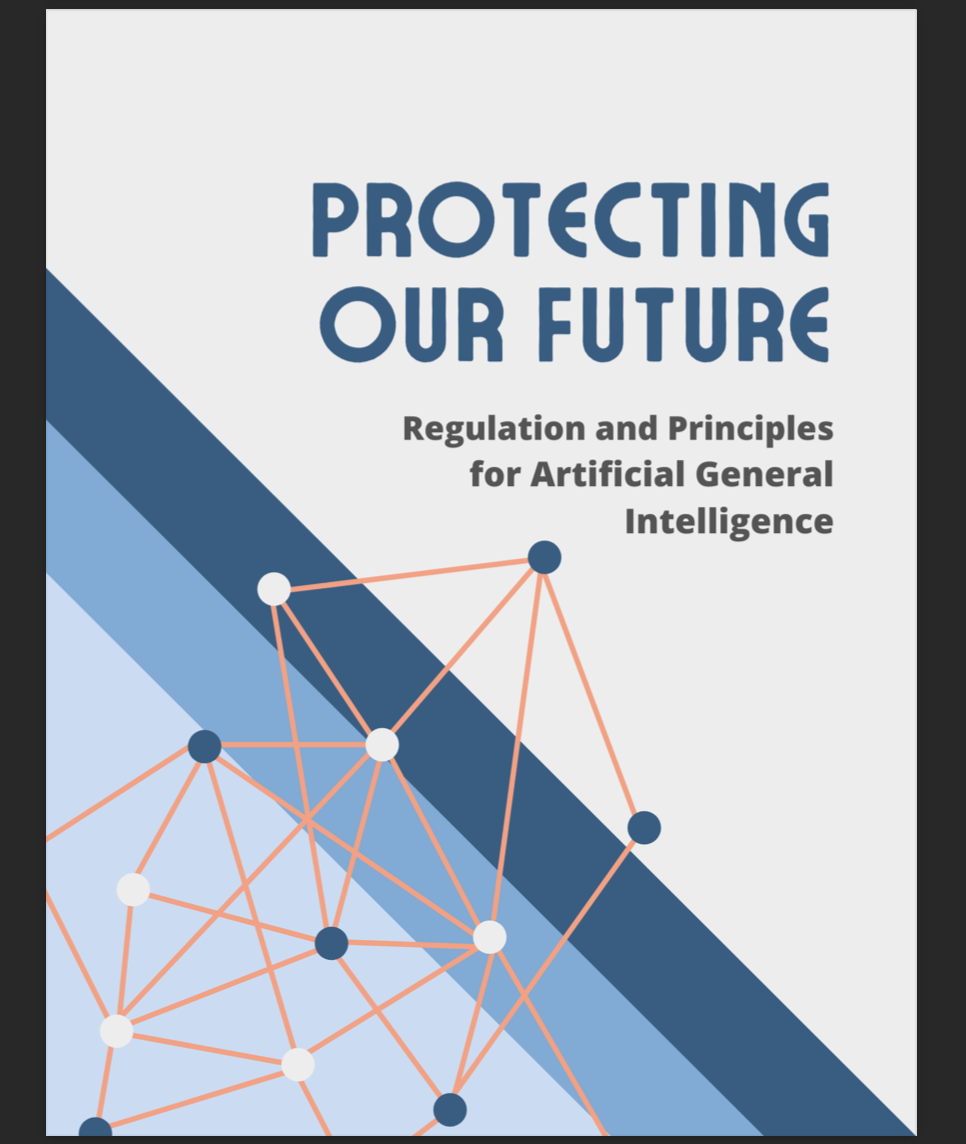 PROTECTING
OUR FUTURE
Regulation and Principles
for Artificial General
Intelligence